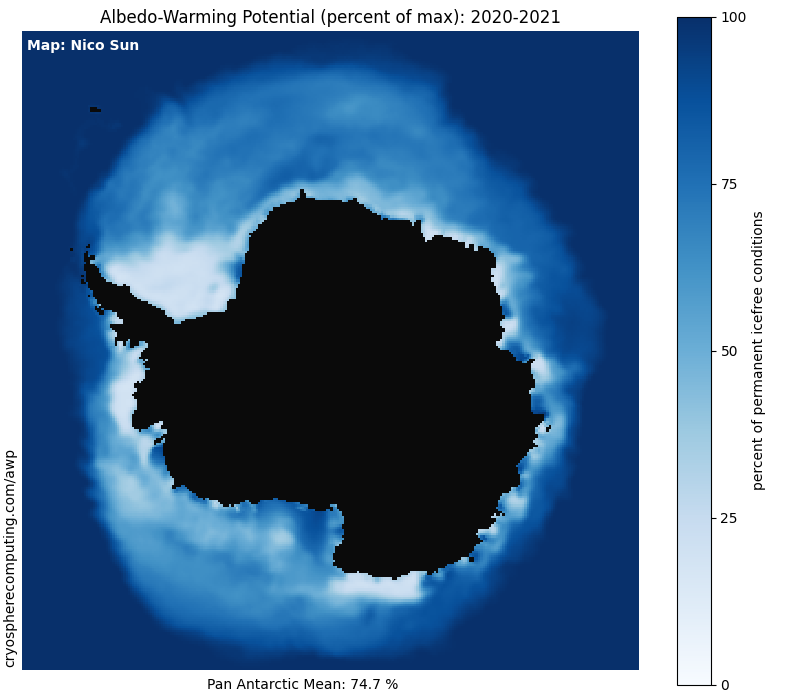 Albedo-Warming Potential (percent of max): 2020-2021
Map: Nico Sun
100
75
50
25
0
percent of permanent icefree conditions
cryospherecomputing.com/awp
Pan Antarctic Mean: 74.7 %